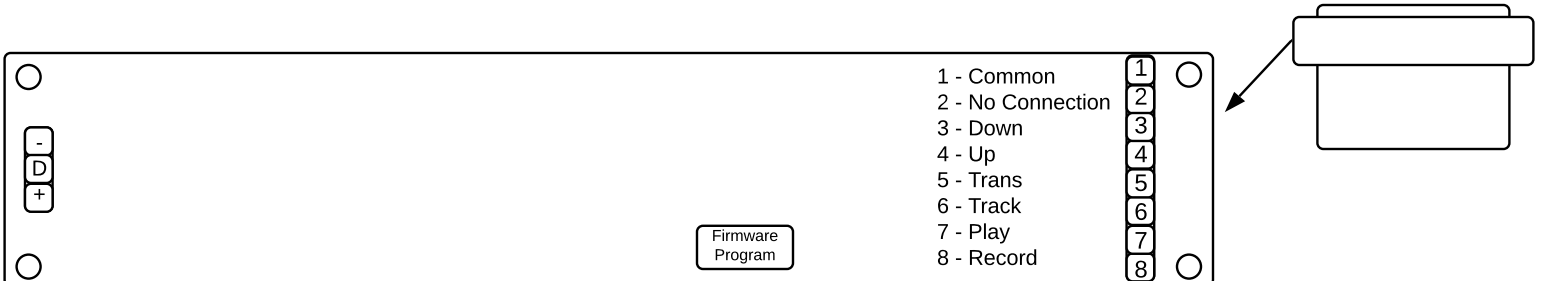 -
D
+
Firmware
Program
1 - Common
2 - No Connection
3 - Down
4 - Up
5 - Trans
6 - Track
7 - Play
8 - Record
1
2
3
4
5
6
7
8